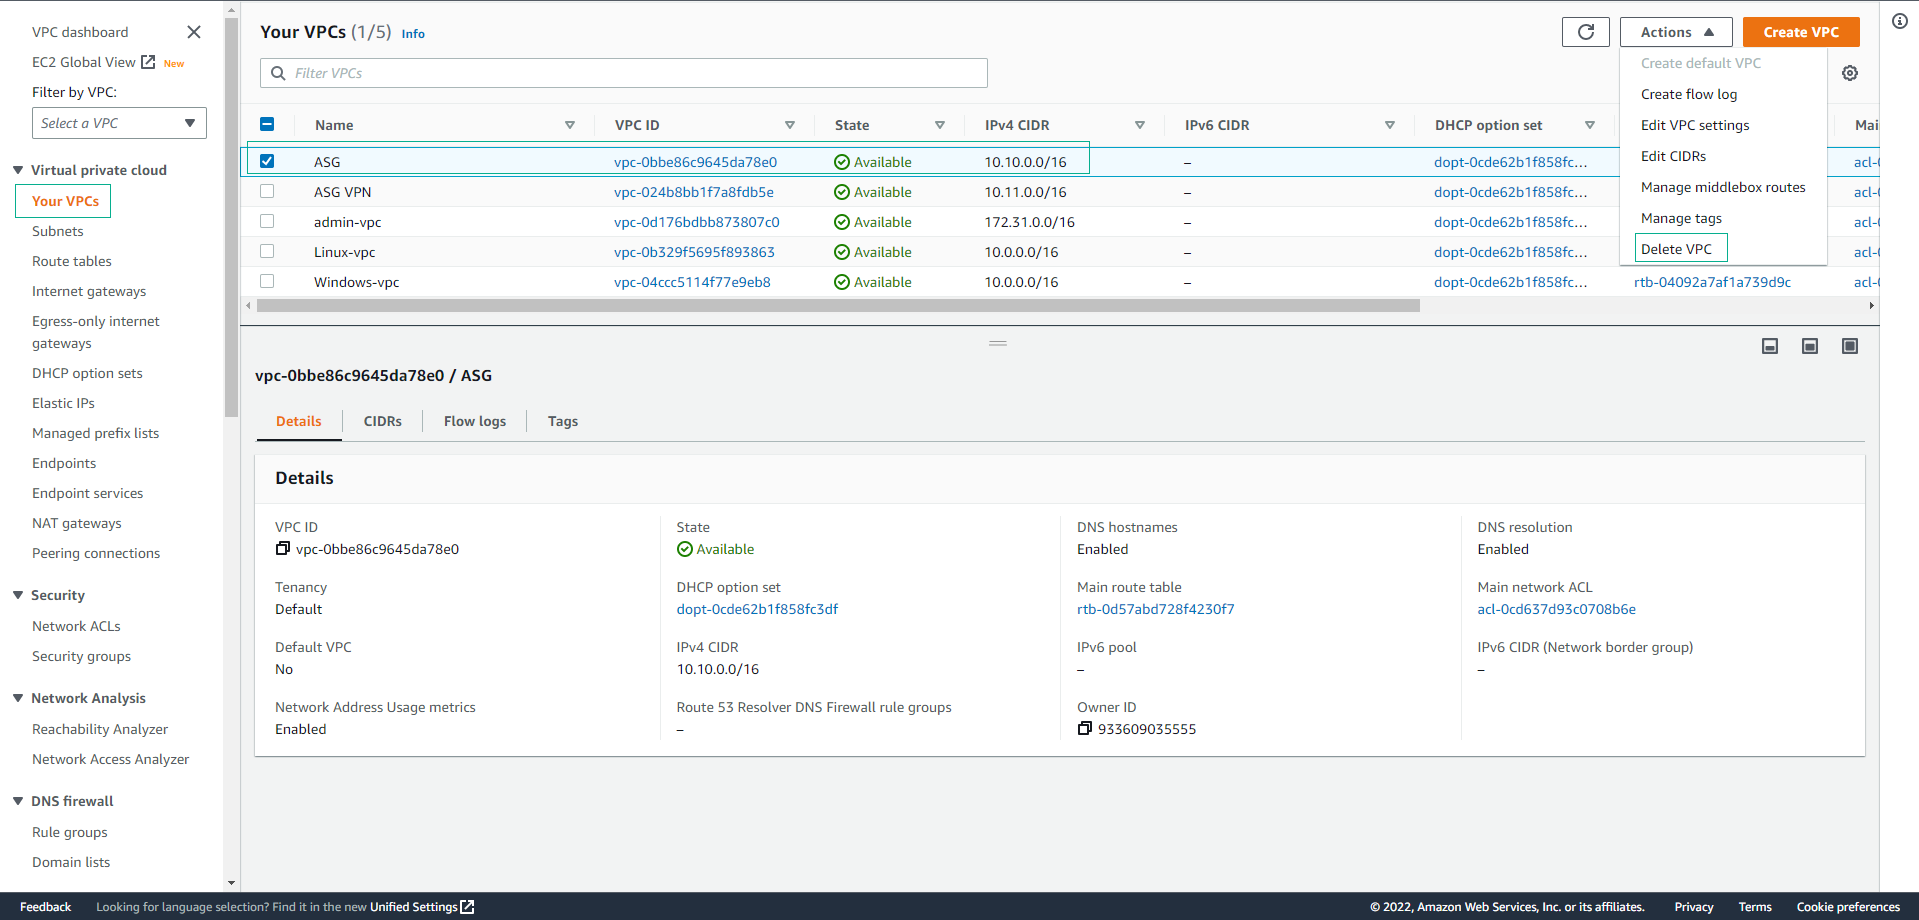 VPC dashboard
EC2 Global View New
Filter by VPC:
Select a VPC
Virtual private cloud
Your VPCs
Subnets
Route tables
Internet gateways
Egress-only internet
gateways
DHCP option sets
Elastic IPs
Managed prefix lists
Endpoints
Endpoint services
NAT gateways
Peering connections
Security
Network ACLs
Security groups
Network Analysis
Reachability Analyzer
Network Access Analyzer
DNS firewall
Rule groups
Domain lists
Your VPCs (1/5) Info
Actions
Create VPC
Filter VPCs
Create default VPC
Create flow log
Edit VPC settings
Edit CIDRs
Manage middlebox routes
Manage tags
Delete VPC
Name VPC ID State IPv4 CIDR IPv6 CIDR DHCP option set Mai
ASG vpc-0bbe86c9645da78e0 Available 10.10.0.0/16 – dopt-0cde62b1f858fc... acl-0
ASG VPN vpc-024b8bb1f7a8fdb5e Available 10.11.0.0/16 – dopt-0cde62b1f858fc... acl-0
admin-vpc vpc-0d176bdbb873807c0 Available 172.31.0.0/16 – dopt-0cde62b1f858fc... acl-0
Linux-vpc vpc-0b329f5695f893863 Available 10.0.0.0/16 – dopt-0cde62b1f858fc... acl-0
Windows-vpc vpc-04ccc5114f77e9eb8 Available 10.0.0.0/16 – dopt-0cde62b1f858fc... rtb-04092a7af1a739d9c acl-0
vpc-0bbe86c9645da78e0 / ASG
Details CIDRs Flow logs Tags
Details
VPC ID
vpc-0bbe86c9645da78e0
State
Available
DNS hostnames
Enabled
DNS resolution
Enabled
Tenancy
Default
DHCP option set
dopt-0cde62b1f858fc3df
Main route table
rtb-0d57abd728f4230f7
Main network ACL
acl-0cd637d93c0708b6e
Default VPC
No
IPv4 CIDR
10.10.0.0/16
IPv6 pool
–
IPv6 CIDR (Network border group)
–
Network Address Usage metrics
Enabled
Route 53 Resolver DNS Firewall rule groups
–
Owner ID
933609035555
Feedback Looking for language selection? Find it in the new Unified Settings © 2022, Amazon Web Services, Inc. or its affiliates. Privacy Terms Cookie preferences